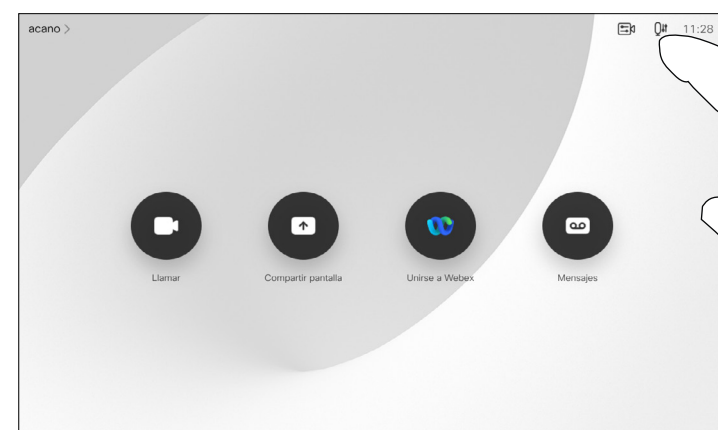 acano >
11:28
Llamar
Compartir pantalla
Unirse a Webex
Mensajes